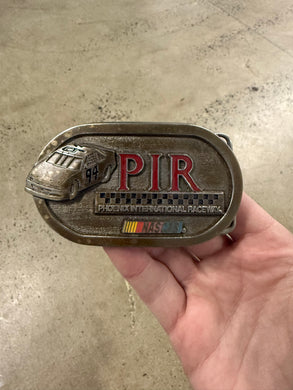 94
PIR
PHOENIX INTERNATIONAL RACEWAY
NASCAR